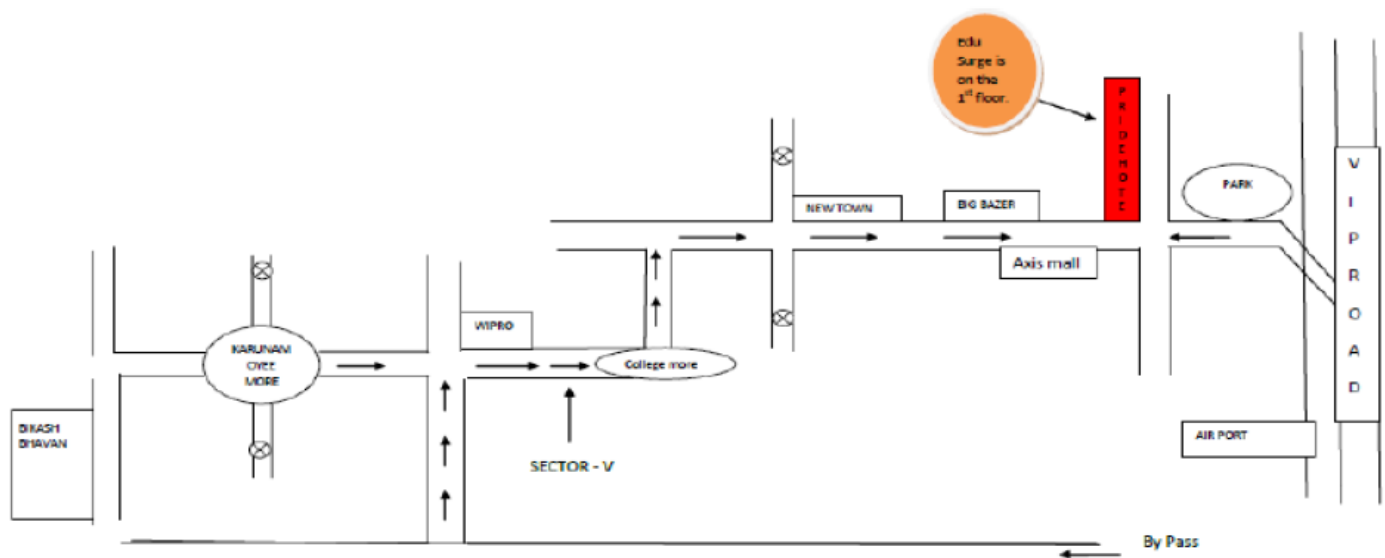 Edu
Surge is
on the
1st floor.
PRIDEHOTE
VIPROAD
PARK
NEW TOWN
BIG BAZER
Axis mall
WIPRO
KARUNAM
OYEE
MORE
College more
BIKASH
BHAVAN
AIR PORT
SECTOR - V
By Pass